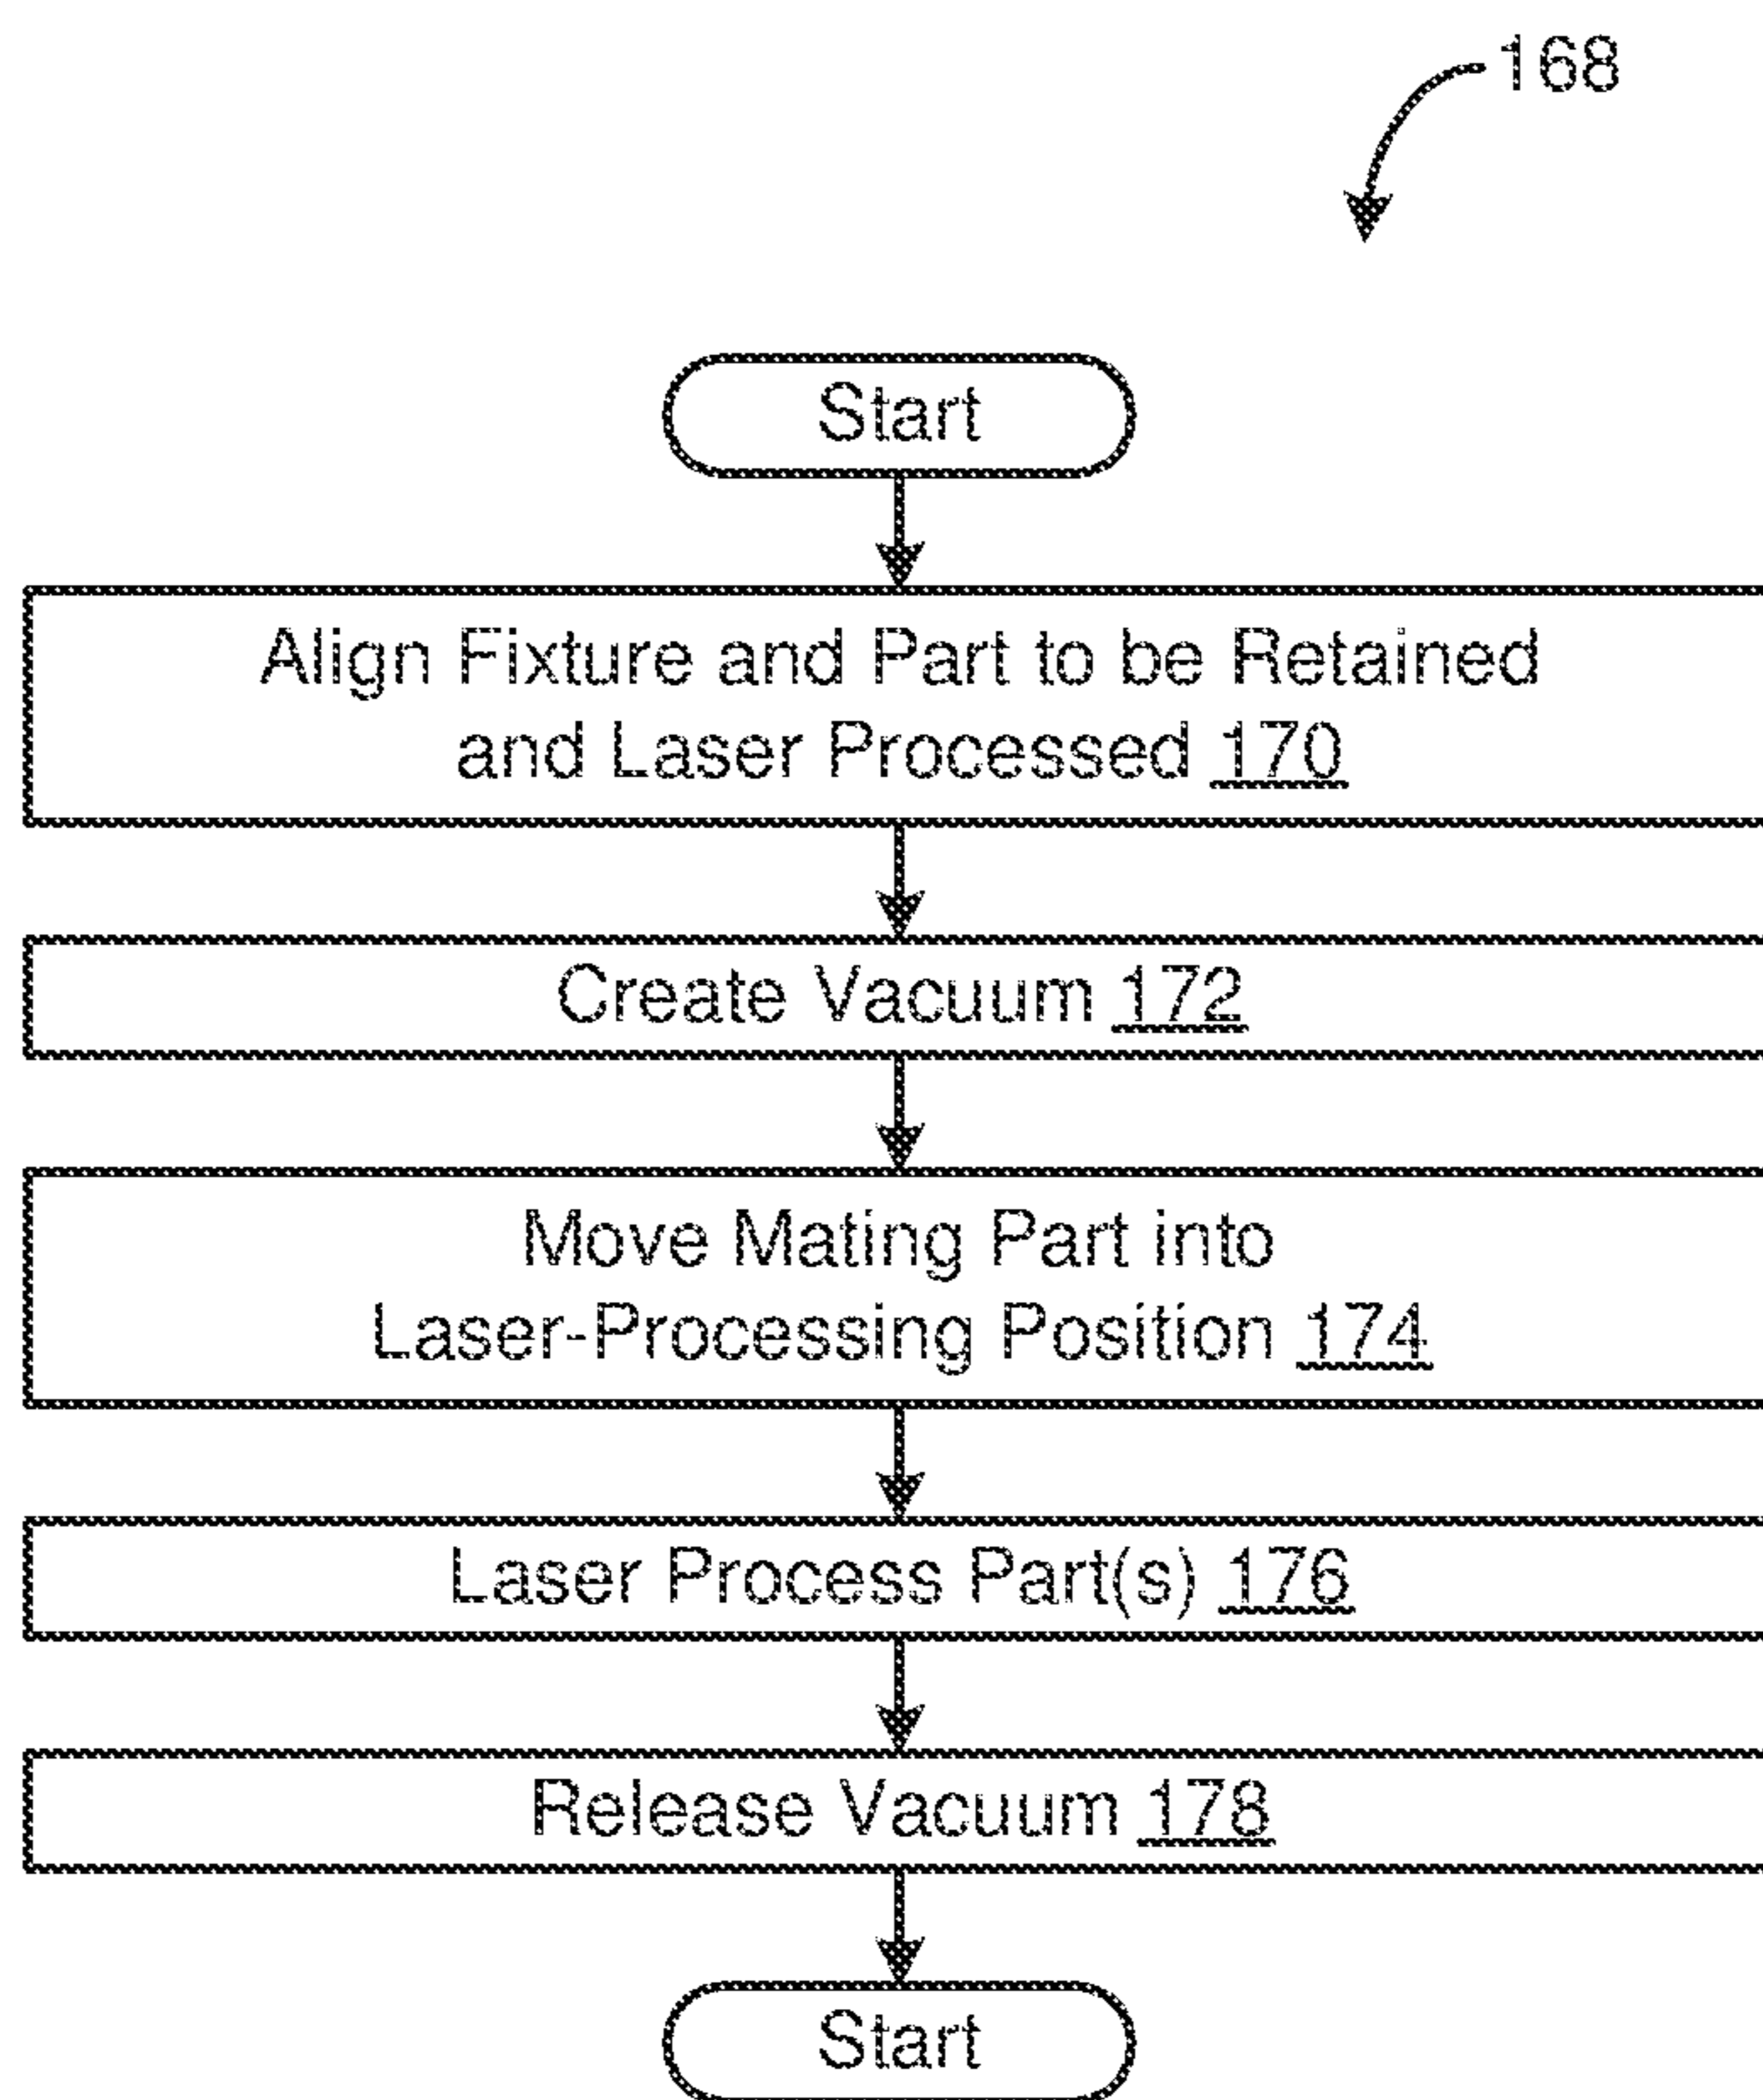 168
Start
Align Fixture and Part to be Retained
and Laser Processed 170
Create Vacuum 172
Move Mating Part into
Laser-Processing Position 174
Laser Process Part(s) 176
Release Vacuum 178
Start